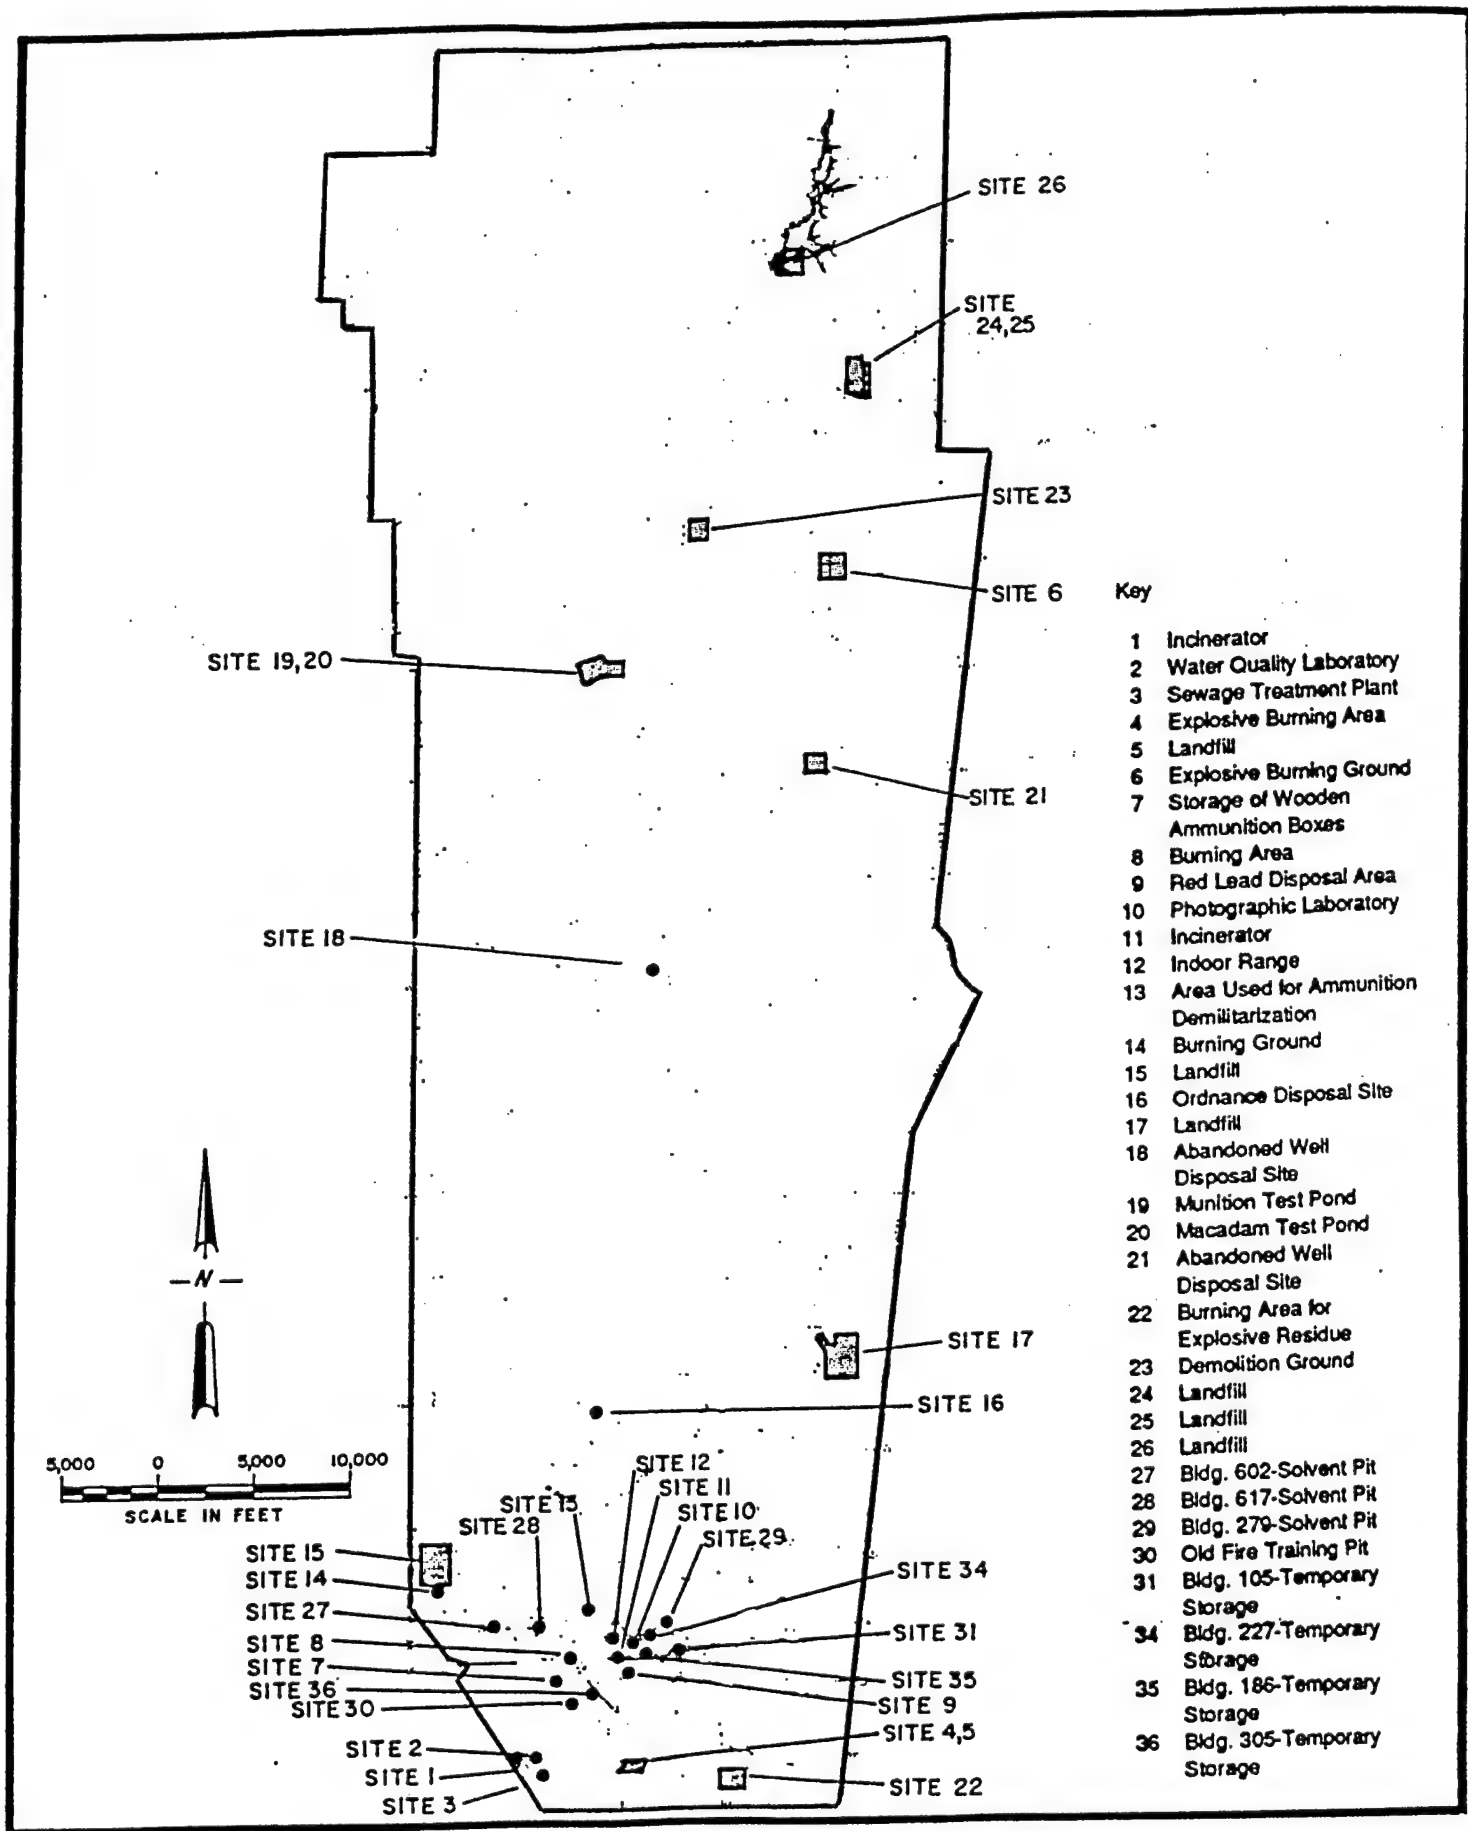 SITE 26
SITE
24,25
SITE 23
SITE 6
SITE 19,20
SITE 21
SITE 18
N
SITE 17
SITE 16
5,000 0 5,000 10,000
SCALE IN FEET
SITE 12
SITE 11
SITE 10
SITE 13
SITE 28
SITE 29
SITE 15
SITE 14
SITE 34
SITE 27
SITE 31
SITE 8
SITE 7
SITE 35
SITE 36
SITE 9
SITE 30
SITE 4,5
SITE 2
SITE 1
SITE 22
SITE 3
Key
1 Incinerator
2 Water Quality Laboratory
3 Sewage Treatment Plant
4 Explosive Burning Area
5 Landfill
6 Explosive Burning Ground
7 Storage of Wooden
Ammunition Boxes
8 Burning Area
9 Red Lead Disposal Area
10 Photographic Laboratory
11 Incinerator
12 Indoor Range
13 Area Used for Ammunition
Demilitarization
14 Burning Ground
15 Landfill
16 Ordnance Disposal Site
17 Landfill
18 Abandoned Well
Disposal Site
19 Munition Test Pond
20 Macadam Test Pond
21 Abandoned Well
Disposal Site
22 Burning Area for
Explosive Residue
23 Demolition Ground
24 Landfill
25 Landfill
26 Landfill
27 Bldg. 602-Solvent Pit
28 Bldg. 617-Solvent Pit
29 Bldg. 279-Solvent Pit
30 Old Fire Training Pit
31 Bldg. 105-Temporary
Storage
34 Bldg. 227-Temporary
Storage
35 Bldg. 186-Temporary
Storage
36 Bldg. 305-Temporary
Storage